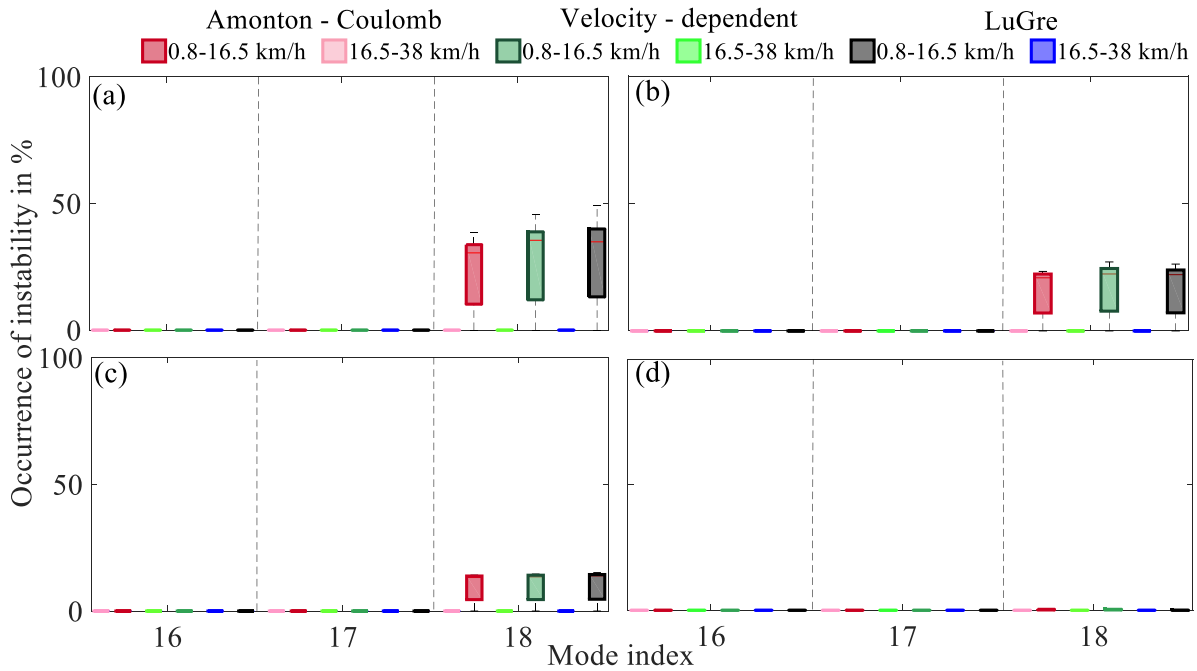 Amonton - Coulomb Velocity - dependent LuGre
0.8-16.5 km/h 16.5-38 km/h 0.8-16.5 km/h 16.5-38 km/h 0.8-16.5 km/h 16.5-38 km/h
Occurrence of instability in %
100
50
0
(a)
(b)
100
50
0
(c)
(d)
16 17 18 16 17 18
Mode index